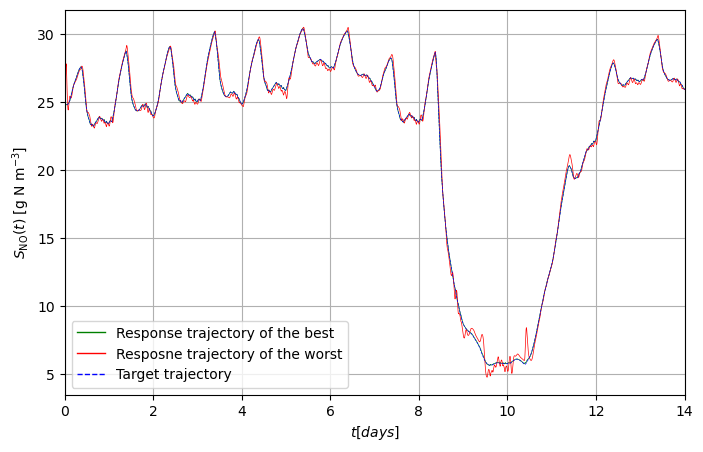 30
25
20
15
10
5
S_NO(t) [g N m⁻³]
Response trajectory of the best
Resposne trajectory of the worst
Target trajectory
0 2 4 6 8 10 12 14
t[days]